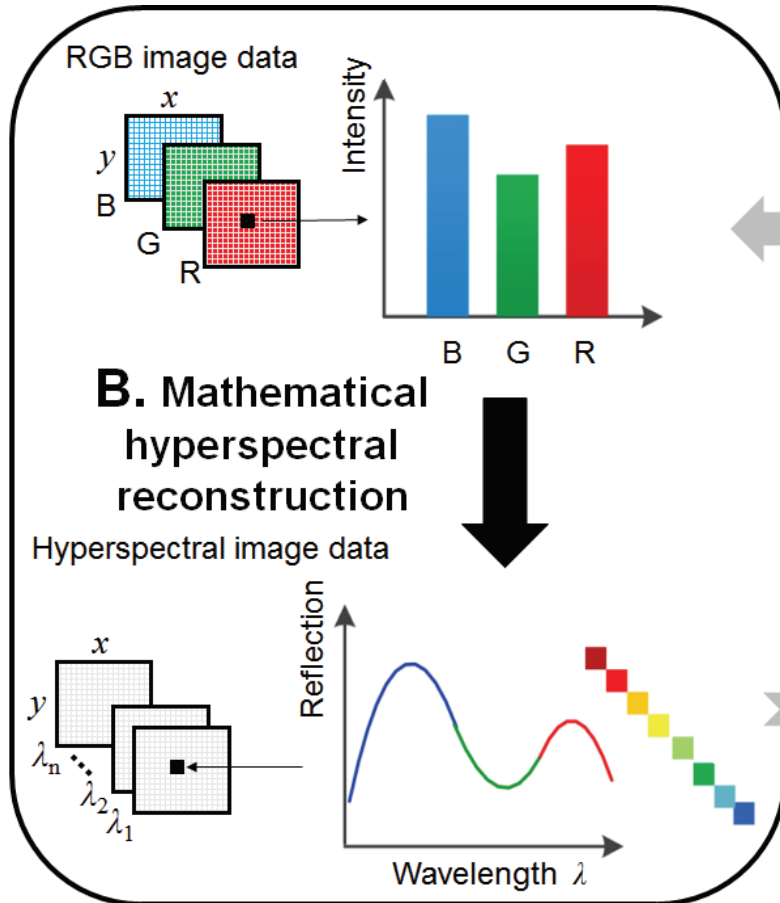 RGB image data
x
y
B
G
R
Intensity
B G R
B. Mathematical
hyperspectral
reconstruction
Hyperspectral image data
x
y
λn
λ2
λ1
Reflection
Wavelength λ